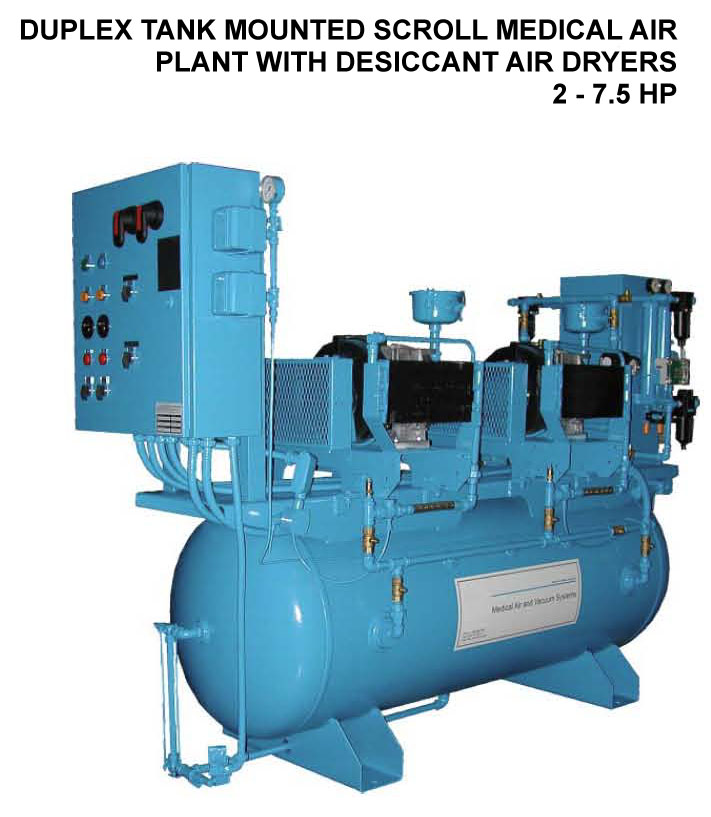 DUPLEX TANK MOUNTED SCROLL MEDICAL AIR
PLANT WITH DESICCANT AIR DRYERS
2 - 7.5 HP
Medical Air and Vacuum Systems